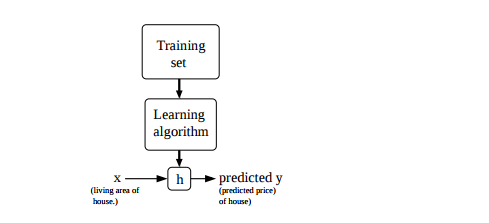 Training
set
Learning
algorithm
x
h
predicted y
(living area of
house.)
(predicted price)
of house)